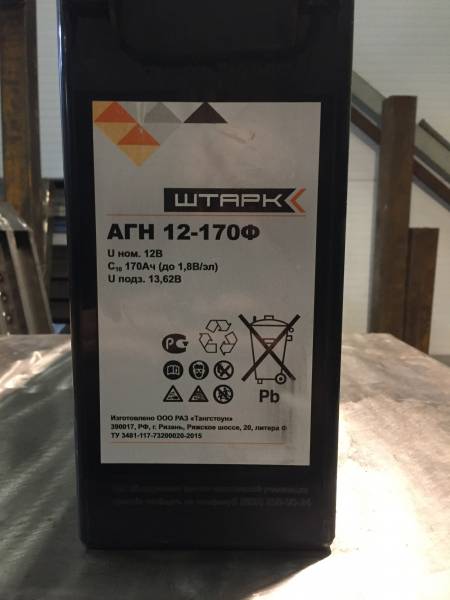 ШТАРК
АГН 12-170Ф
U ном. 12В
C₁₀ 170Ач (до 1,8В/эл)
U подз. 13,62В
Pb
Изготовлено ООО РАЗ «Тангстоун»
390017, РФ, г. Рязань, Ряжское шоссе, 20, литера Ф
ТУ 3481-117-73200020-2015